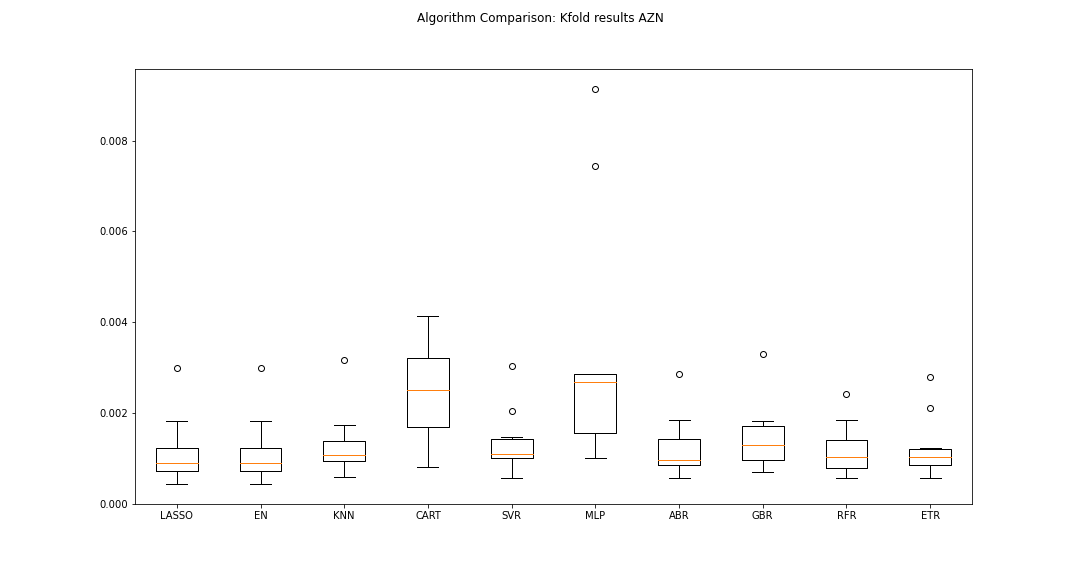 Algorithm Comparison: Kfold results AZN
0.008
0.006
0.004
0.002
0.000
LASSO EN KNN CART SVR MLP ABR GBR RFR ETR